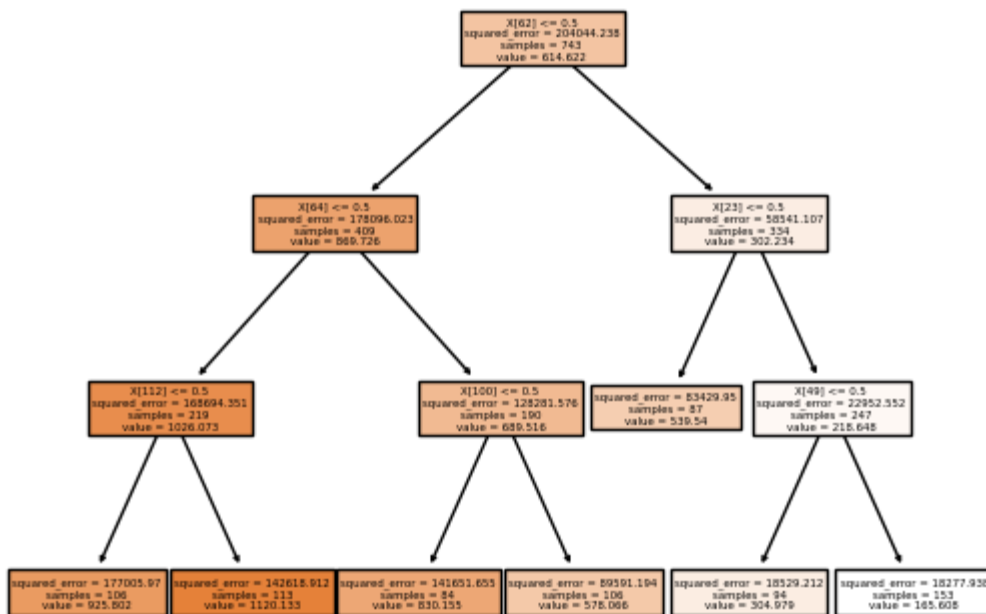 X[62] <= 0.5
squared_error = 204044.238
samples = 743
value = 614.622
X[64] <= 0.5
squared_error = 178096.023
samples = 409
value = 869.726
X[23] <= 0.5
squared_error = 58541.107
samples = 334
value = 302.234
X[112] <= 0.5
squared_error = 168694.351
samples = 219
value = 1026.073
X[100] <= 0.5
squared_error = 128281.576
samples = 190
value = 689.516
squared_error = 83429.95
samples = 87
value = 539.54
X[49] <= 0.5
squared_error = 22952.552
samples = 247
value = 218.648
squared_error = 177005.97
samples = 106
value = 925.802
squared_error = 142618.912
samples = 113
value = 1120.133
squared_error = 141651.655
samples = 84
value = 830.155
squared_error = 89591.194
samples = 106
value = 578.066
squared_error = 18529.212
samples = 94
value = 304.979
squared_error = 18277.938
samples = 153
value = 165.608